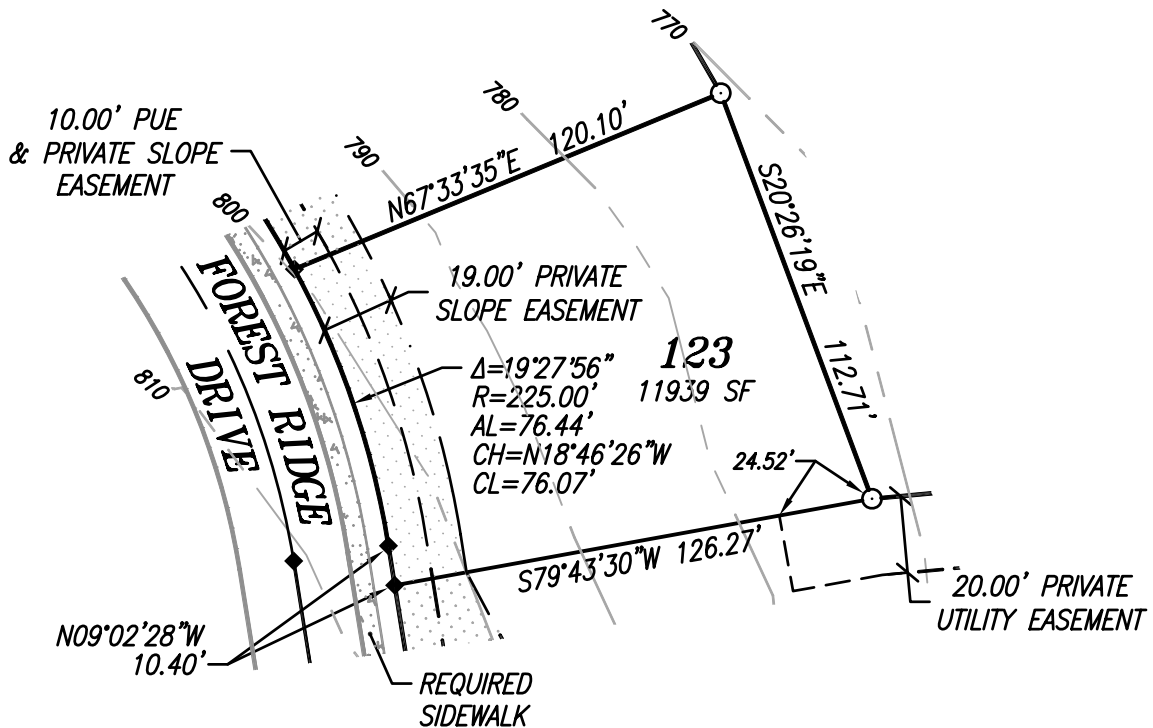 770
780
10.00' PUE
& PRIVATE SLOPE
EASEMENT
790
120.10'
N67°33'35"E
800
S20°26'19"E
19.00' PRIVATE
SLOPE EASEMENT
FOREST RIDGE
DRIVE
810
123
11939 SF
Δ=19°27'56"
R=225.00'
AL=76.44'
CH=N18°46'26"W
CL=76.07'
112.71'
24.52'
S79°43'30"W 126.27'
20.00' PRIVATE
UTILITY EASEMENT
N09°02'28"W
10.40'
REQUIRED
SIDEWALK